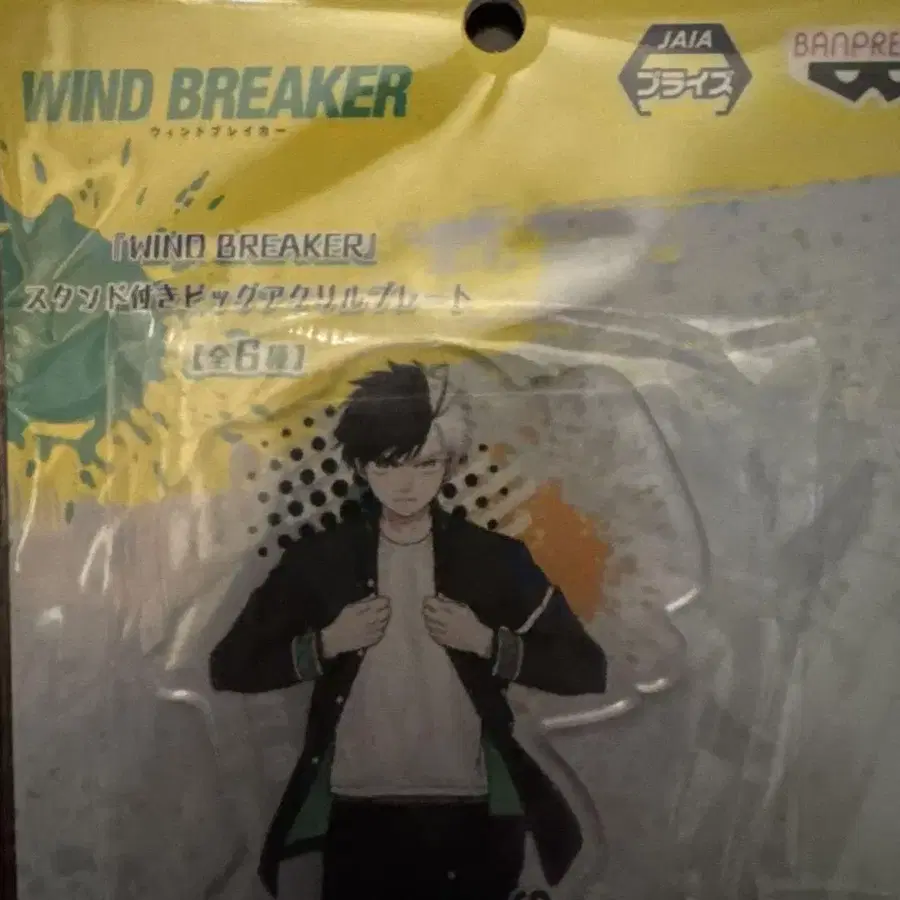 WIND BREAKER
ウィンドブレイカー
JAIA
プライズ
BANPRE
「WIND BREAKER」
スタンド付きビッグアクリルプレート
【全6種】